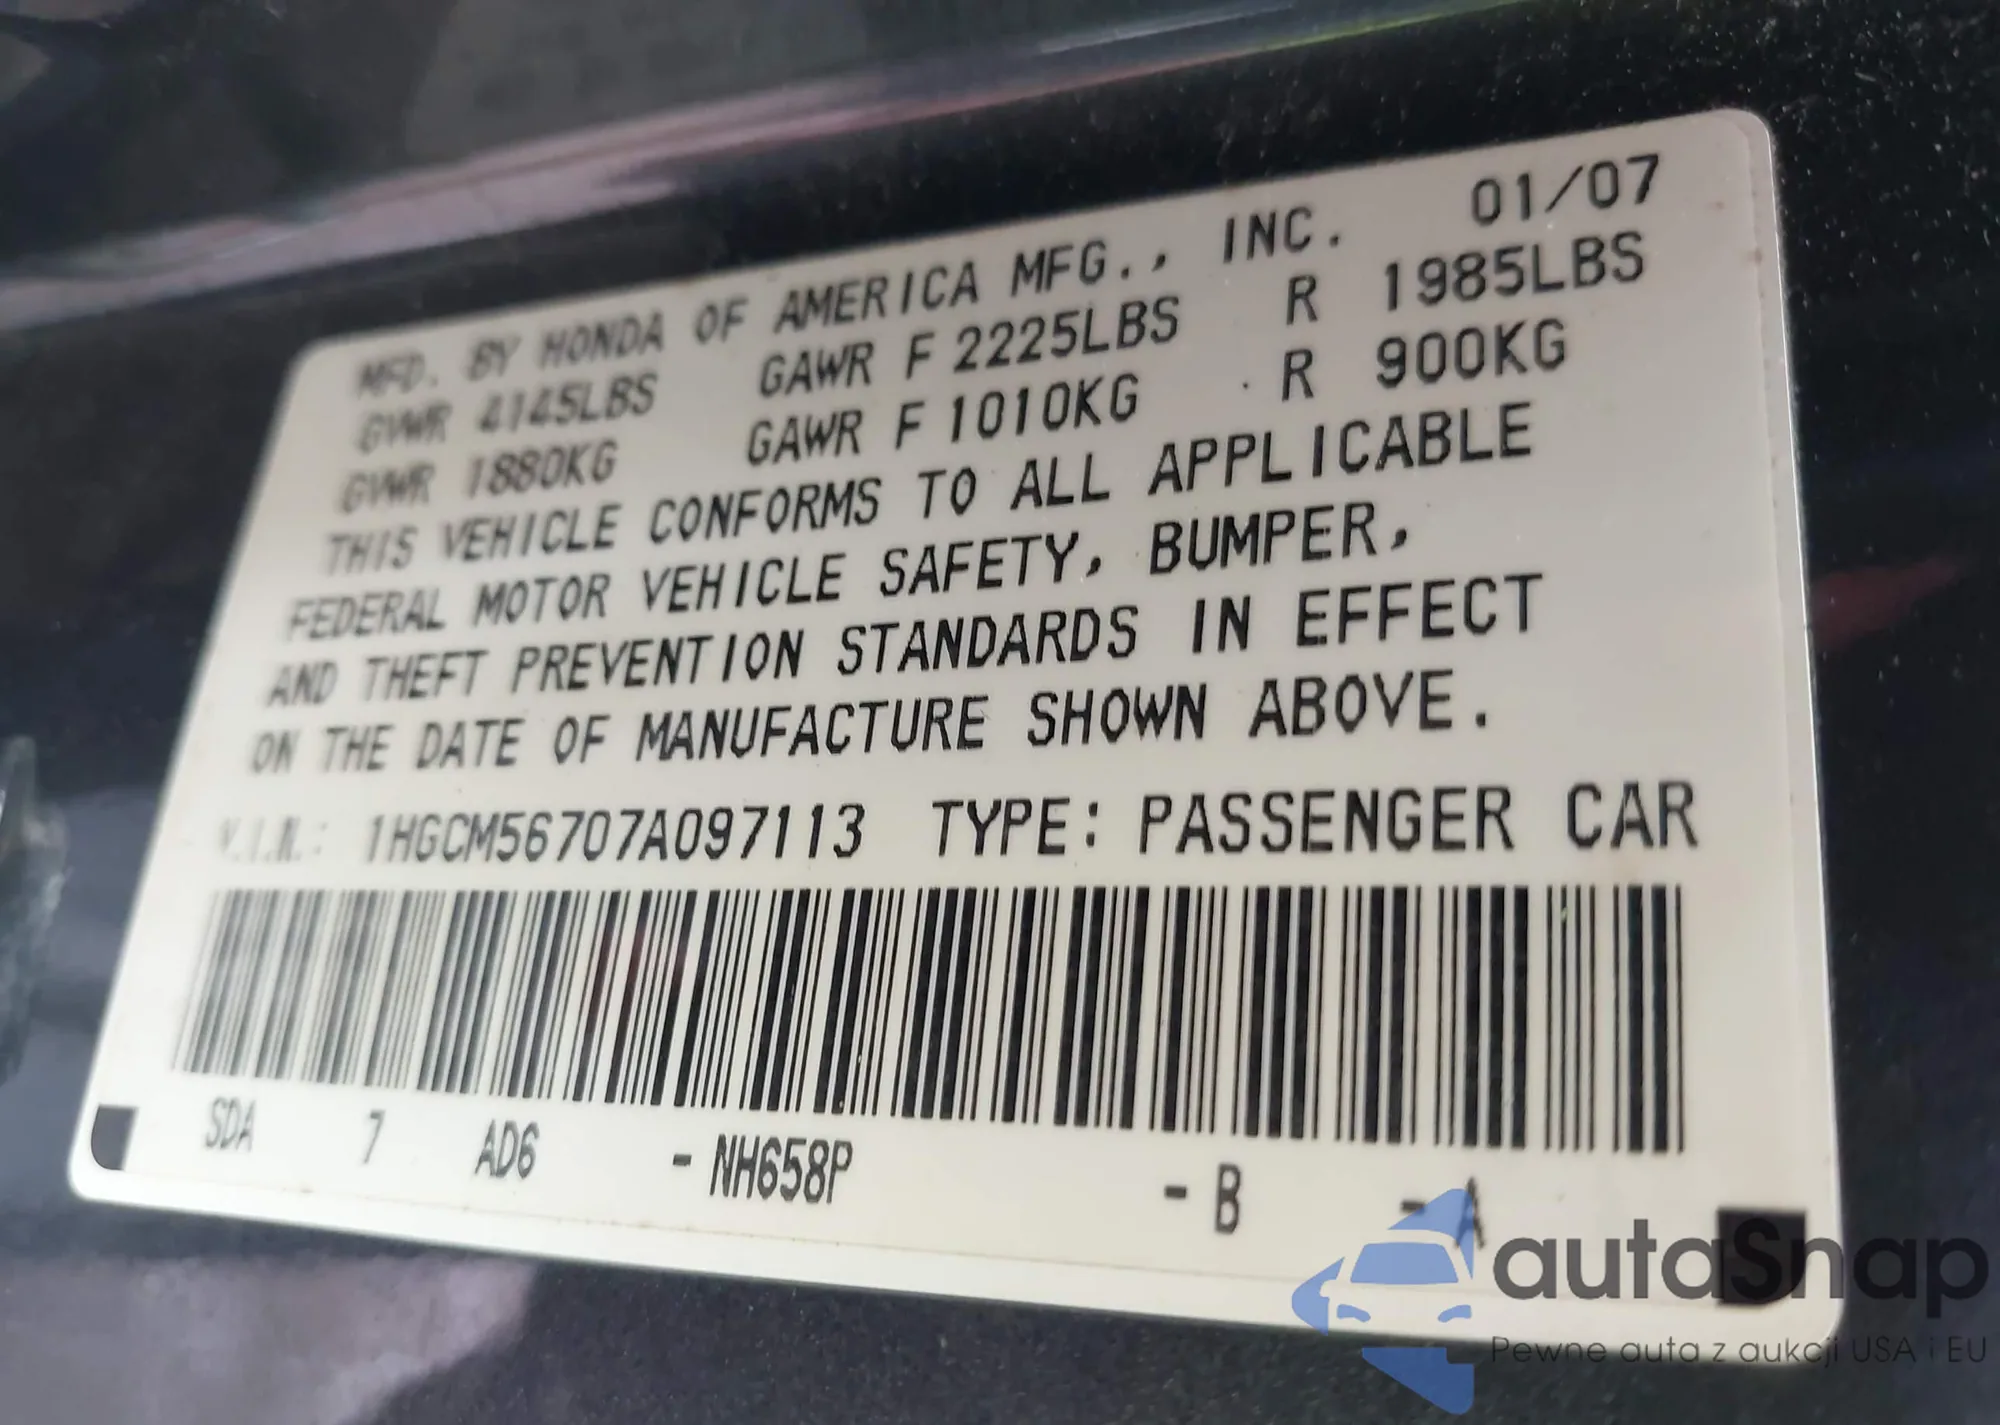 MFD. BY HONDA OF AMERICA MFG., INC. 01/07
GVWR 4145LBS GAWR F 2225LBS R 1985LBS
GVWR 1880KG GAWR F 1010KG R 900KG
THIS VEHICLE CONFORMS TO ALL APPLICABLE
FEDERAL MOTOR VEHICLE SAFETY, BUMPER,
AND THEFT PREVENTION STANDARDS IN EFFECT
ON THE DATE OF MANUFACTURE SHOWN ABOVE.
V.I.N.: 1HGCM56707A097113 TYPE: PASSENGER CAR
SDA 7 AD6 -NH658P -B -A
autaSnap
Pewne auta z aukcji USA i EU